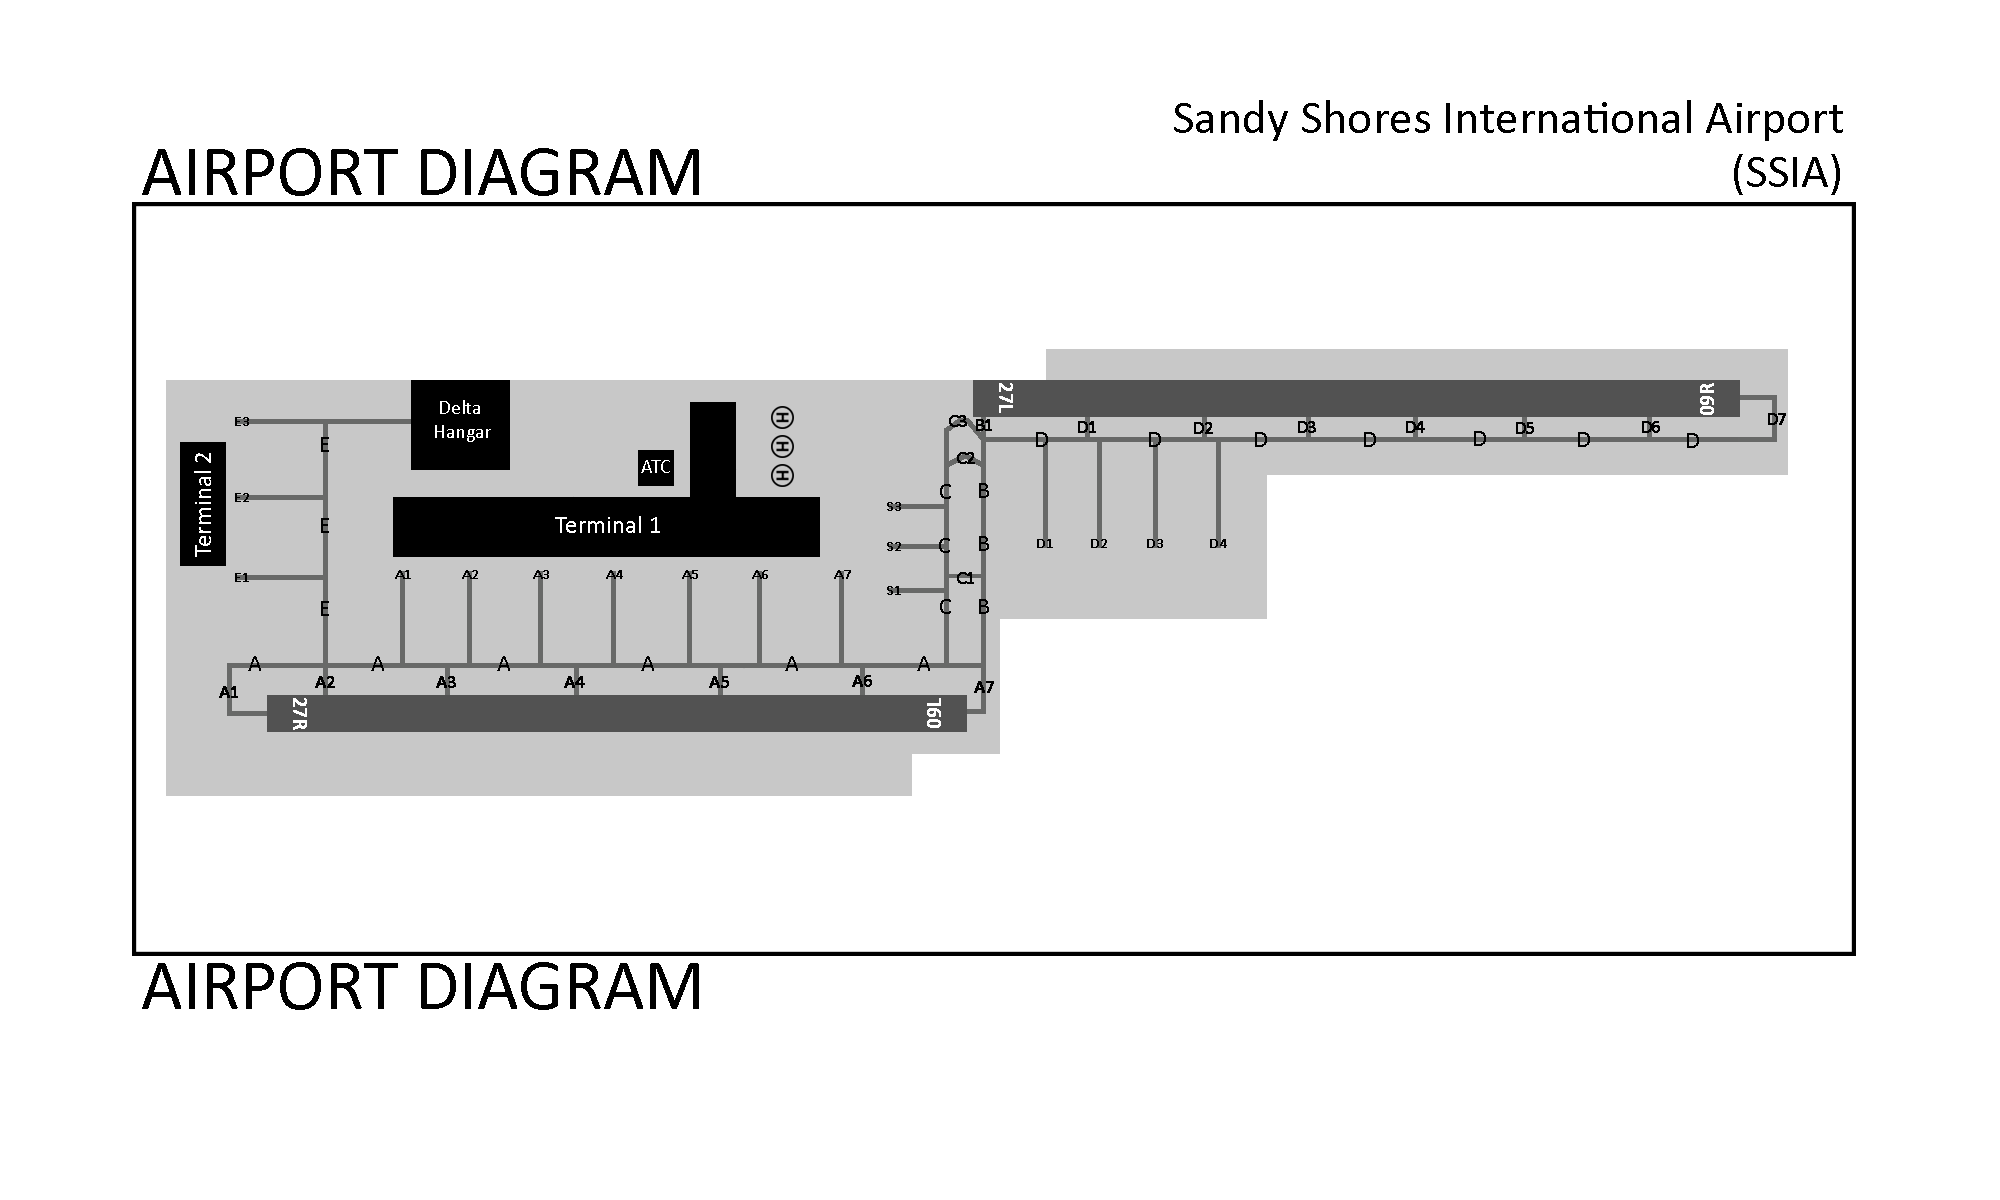 Sandy Shores International Airport
(SSIA)
AIRPORT DIAGRAM
27L
09R
Delta
Hangar
H
H
H
ATC
Terminal 2
Terminal 1
E3
E2
E1
E
E
E
C3
B1
D1
D2
D3
D4
D5
D6
D7
D
D
D
D
D
D
D
C2
C
B
S3
S2
C
B
C1
S1
C
B
D1
D2
D3
D4
A1
A2
A3
A4
A5
A6
A7
A
A
A
A
A
A
A1
A2
A3
A4
A5
A6
A7
27R
09L
AIRPORT DIAGRAM